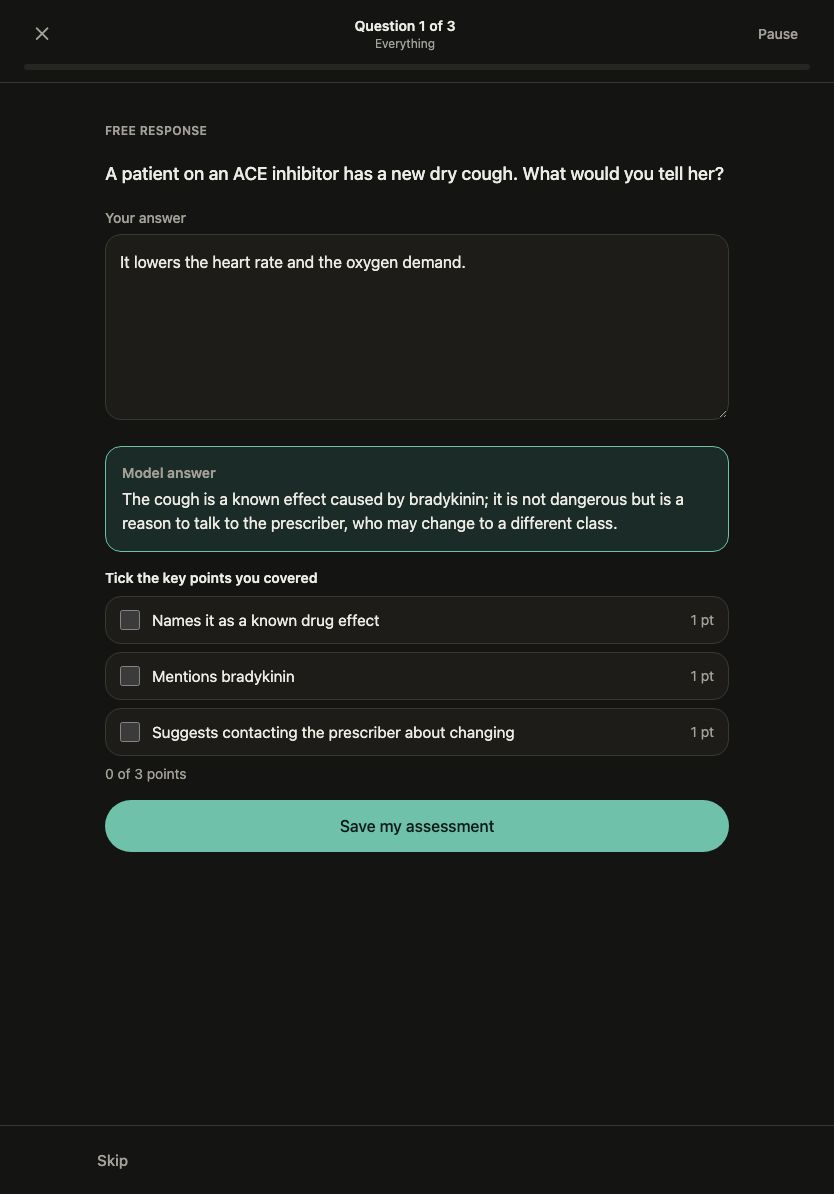 Question 1 of 3
Everything
Pause
FREE RESPONSE
A patient on an ACE inhibitor has a new dry cough. What would you tell her?
Your answer
It lowers the heart rate and the oxygen demand.
Model answer
The cough is a known effect caused by bradykinin; it is not dangerous but is a
reason to talk to the prescriber, who may change to a different class.
Tick the key points you covered
Names it as a known drug effect 1 pt
Mentions bradykinin 1 pt
Suggests contacting the prescriber about changing 1 pt
0 of 3 points
Save my assessment
Skip